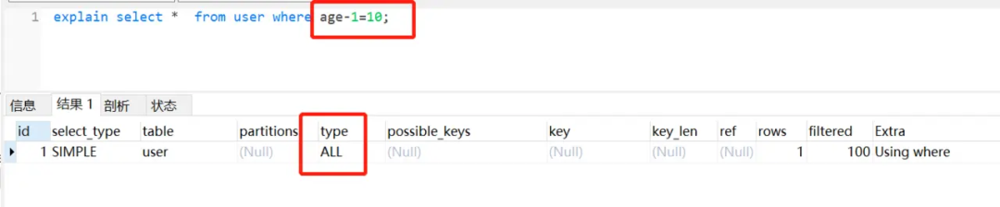 1 explain select * from user where age-1=10;
信息 结果 1 剖析 状态
id select_type table partitions type possible_keys key key_len ref rows filtered Extra
1 SIMPLE user (Null) ALL (Null) (Null) (Null) (Null) 1 100 Using where